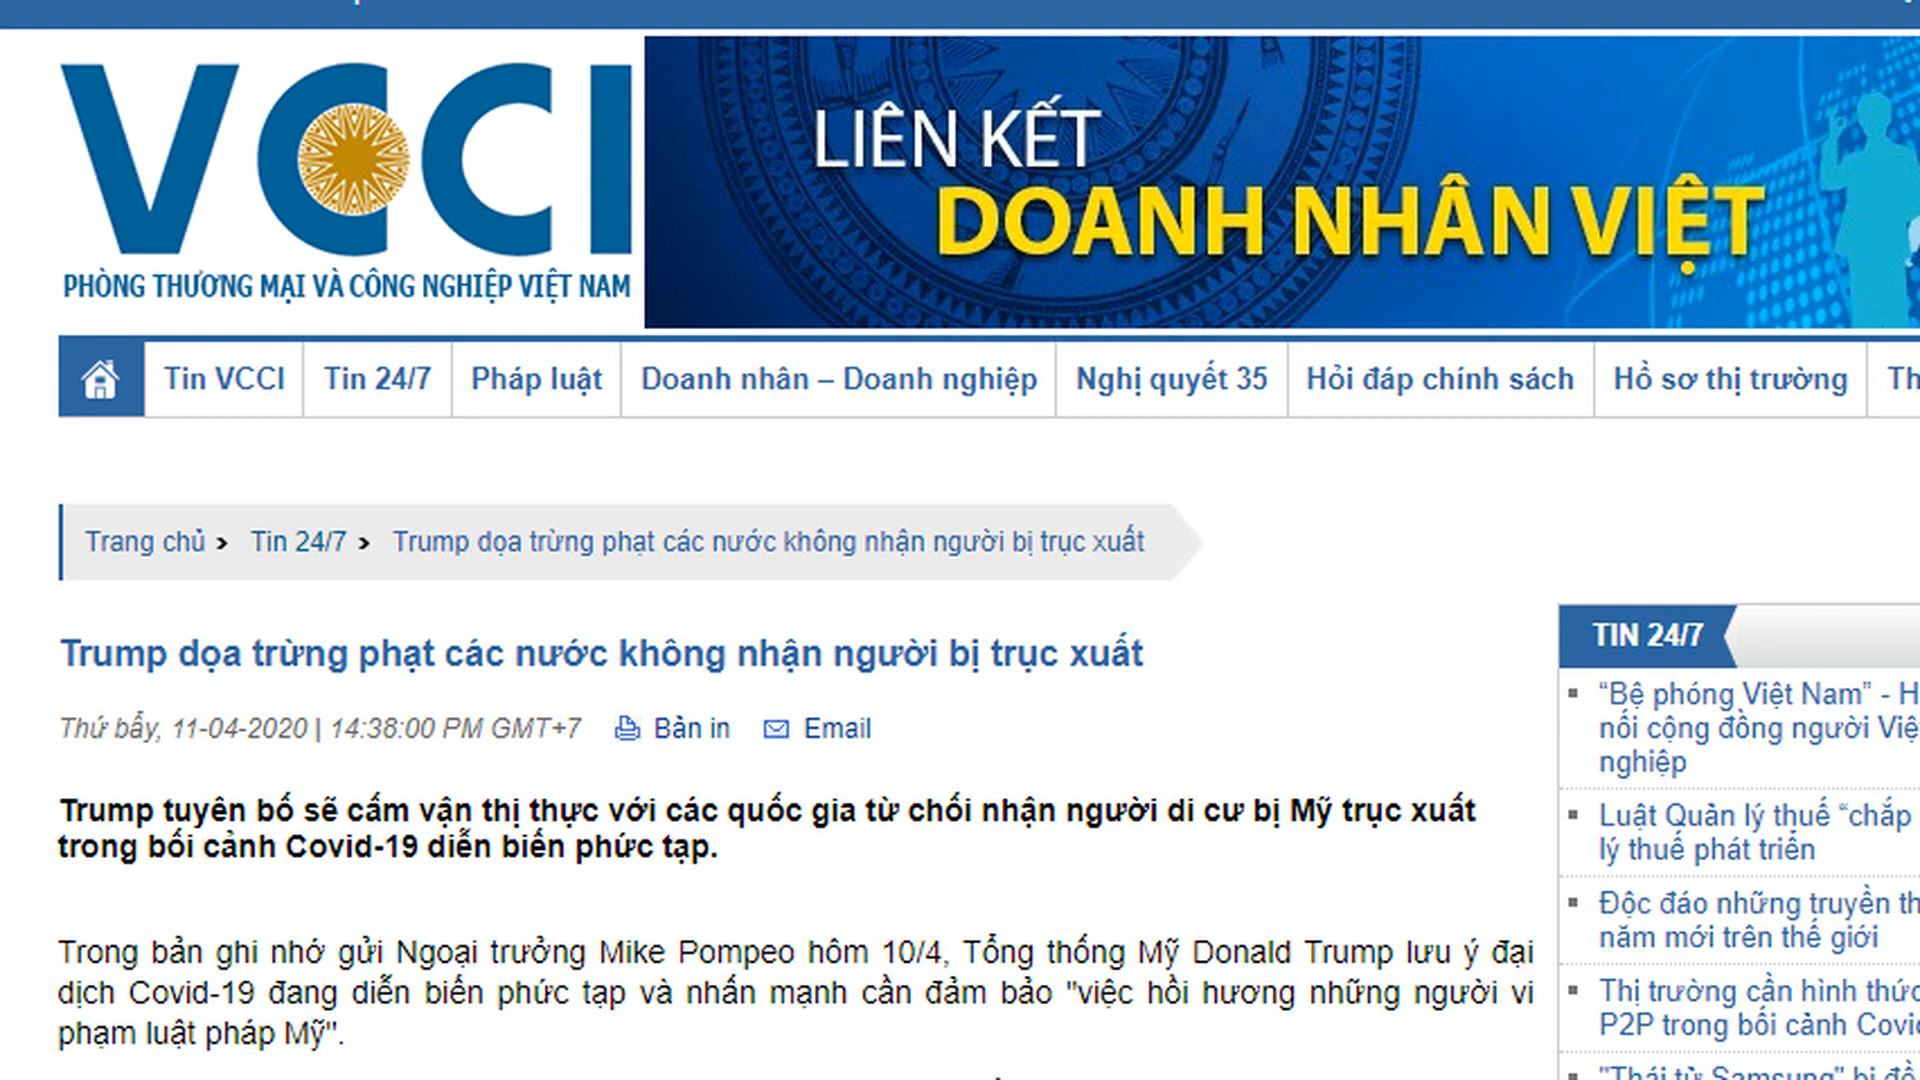 VCCI
PHÒNG THƯƠNG MẠI VÀ CÔNG NGHIỆP VIỆT NAM
LIÊN KẾT
DOANH NHÂN VIỆT
Tin VCCI
Tin 24/7
Pháp luật
Doanh nhân – Doanh nghiệp
Nghị quyết 35
Hỏi đáp chính sách
Hồ sơ thị trường
Th
Trang chủ › Tin 24/7 › Trump dọa trừng phạt các nước không nhận người bị trục xuất
Trump dọa trừng phạt các nước không nhận người bị trục xuất
Thứ bẩy, 11-04-2020 | 14:38:00 PM GMT+7 Bản in Email
Trump tuyên bố sẽ cấm vận thị thực với các quốc gia từ chối nhận người di cư bị Mỹ trục xuất
trong bối cảnh Covid-19 diễn biến phức tạp.
Trong bản ghi nhớ gửi Ngoại trưởng Mike Pompeo hôm 10/4, Tổng thống Mỹ Donald Trump lưu ý đại
dịch Covid-19 đang diễn biến phức tạp và nhấn mạnh cần đảm bảo "việc hồi hương những người vi
phạm luật pháp Mỹ".
TIN 24/7
“Bệ phóng Việt Nam” - H
nối cộng đồng người Việ
nghiệp
Luật Quản lý thuế “chắp
lý thuế phát triển
Độc đáo những truyền th
năm mới trên thế giới
Thị trường cần hình thức
P2P trong bối cảnh Covi
"Thái tử Samsung" bị đề